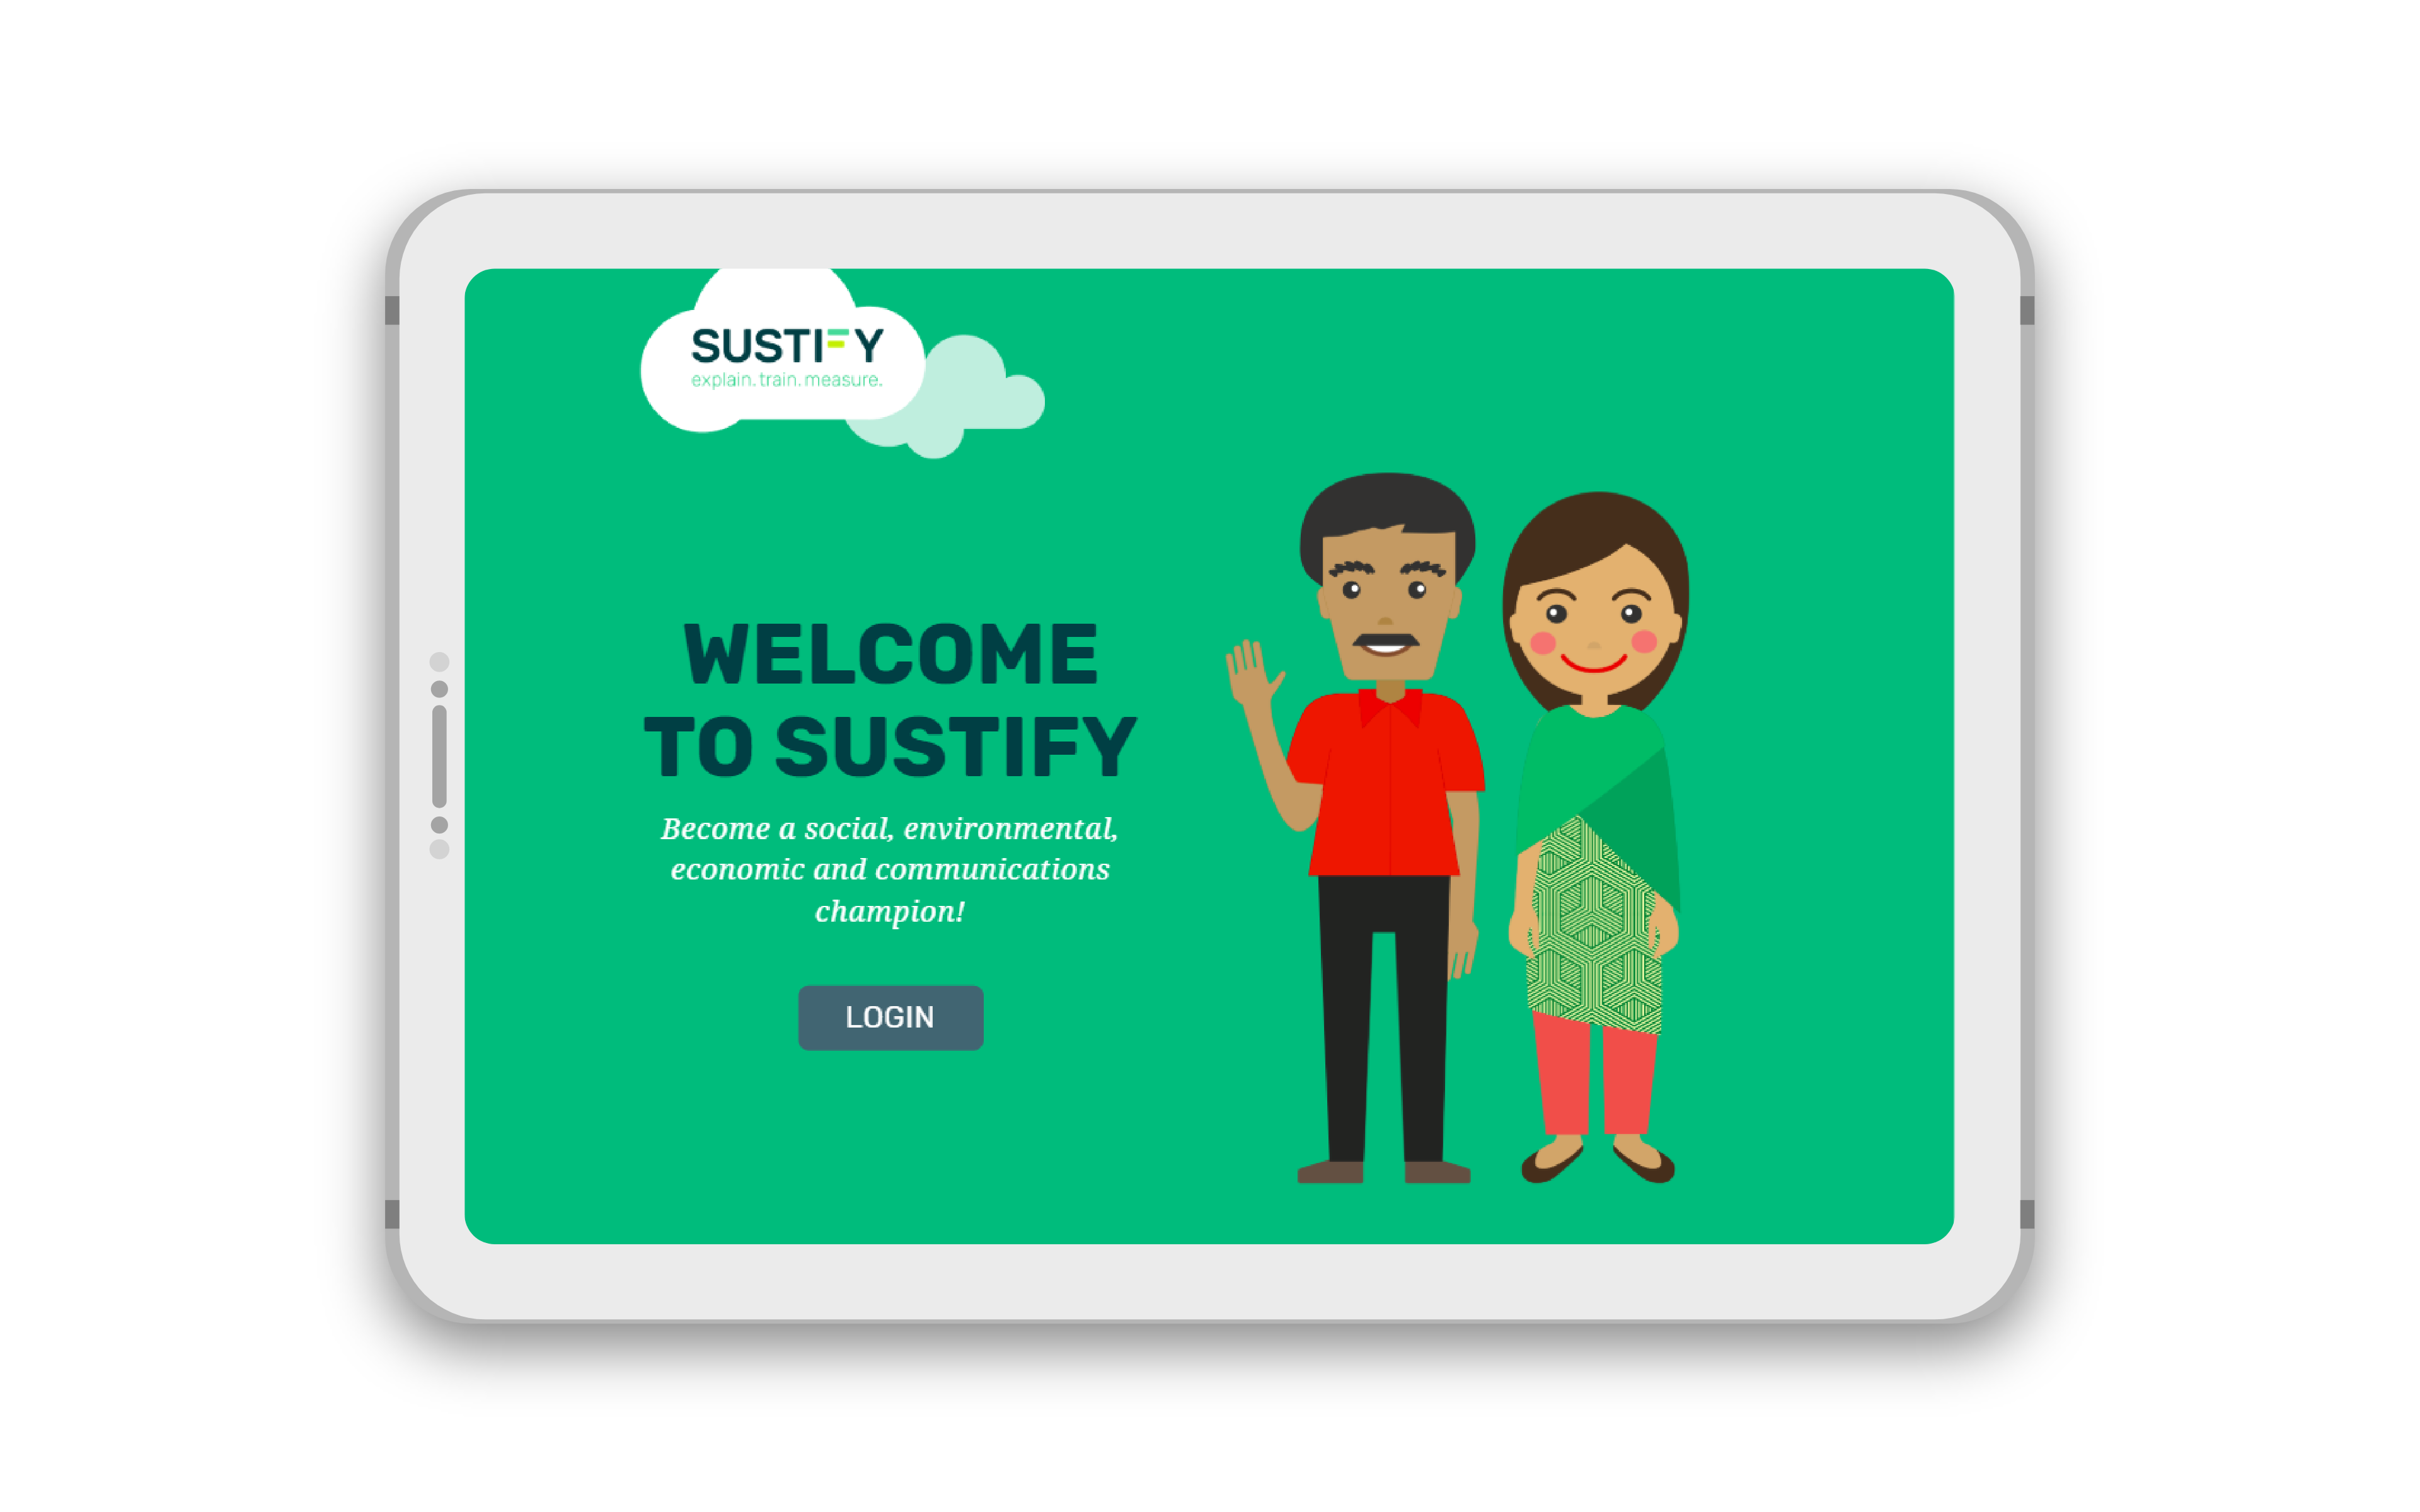 SUSTIFY
explain. train. measure.
WELCOME
TO SUSTIFY
Become a social, environmental,
economic and communications
champion!
LOGIN